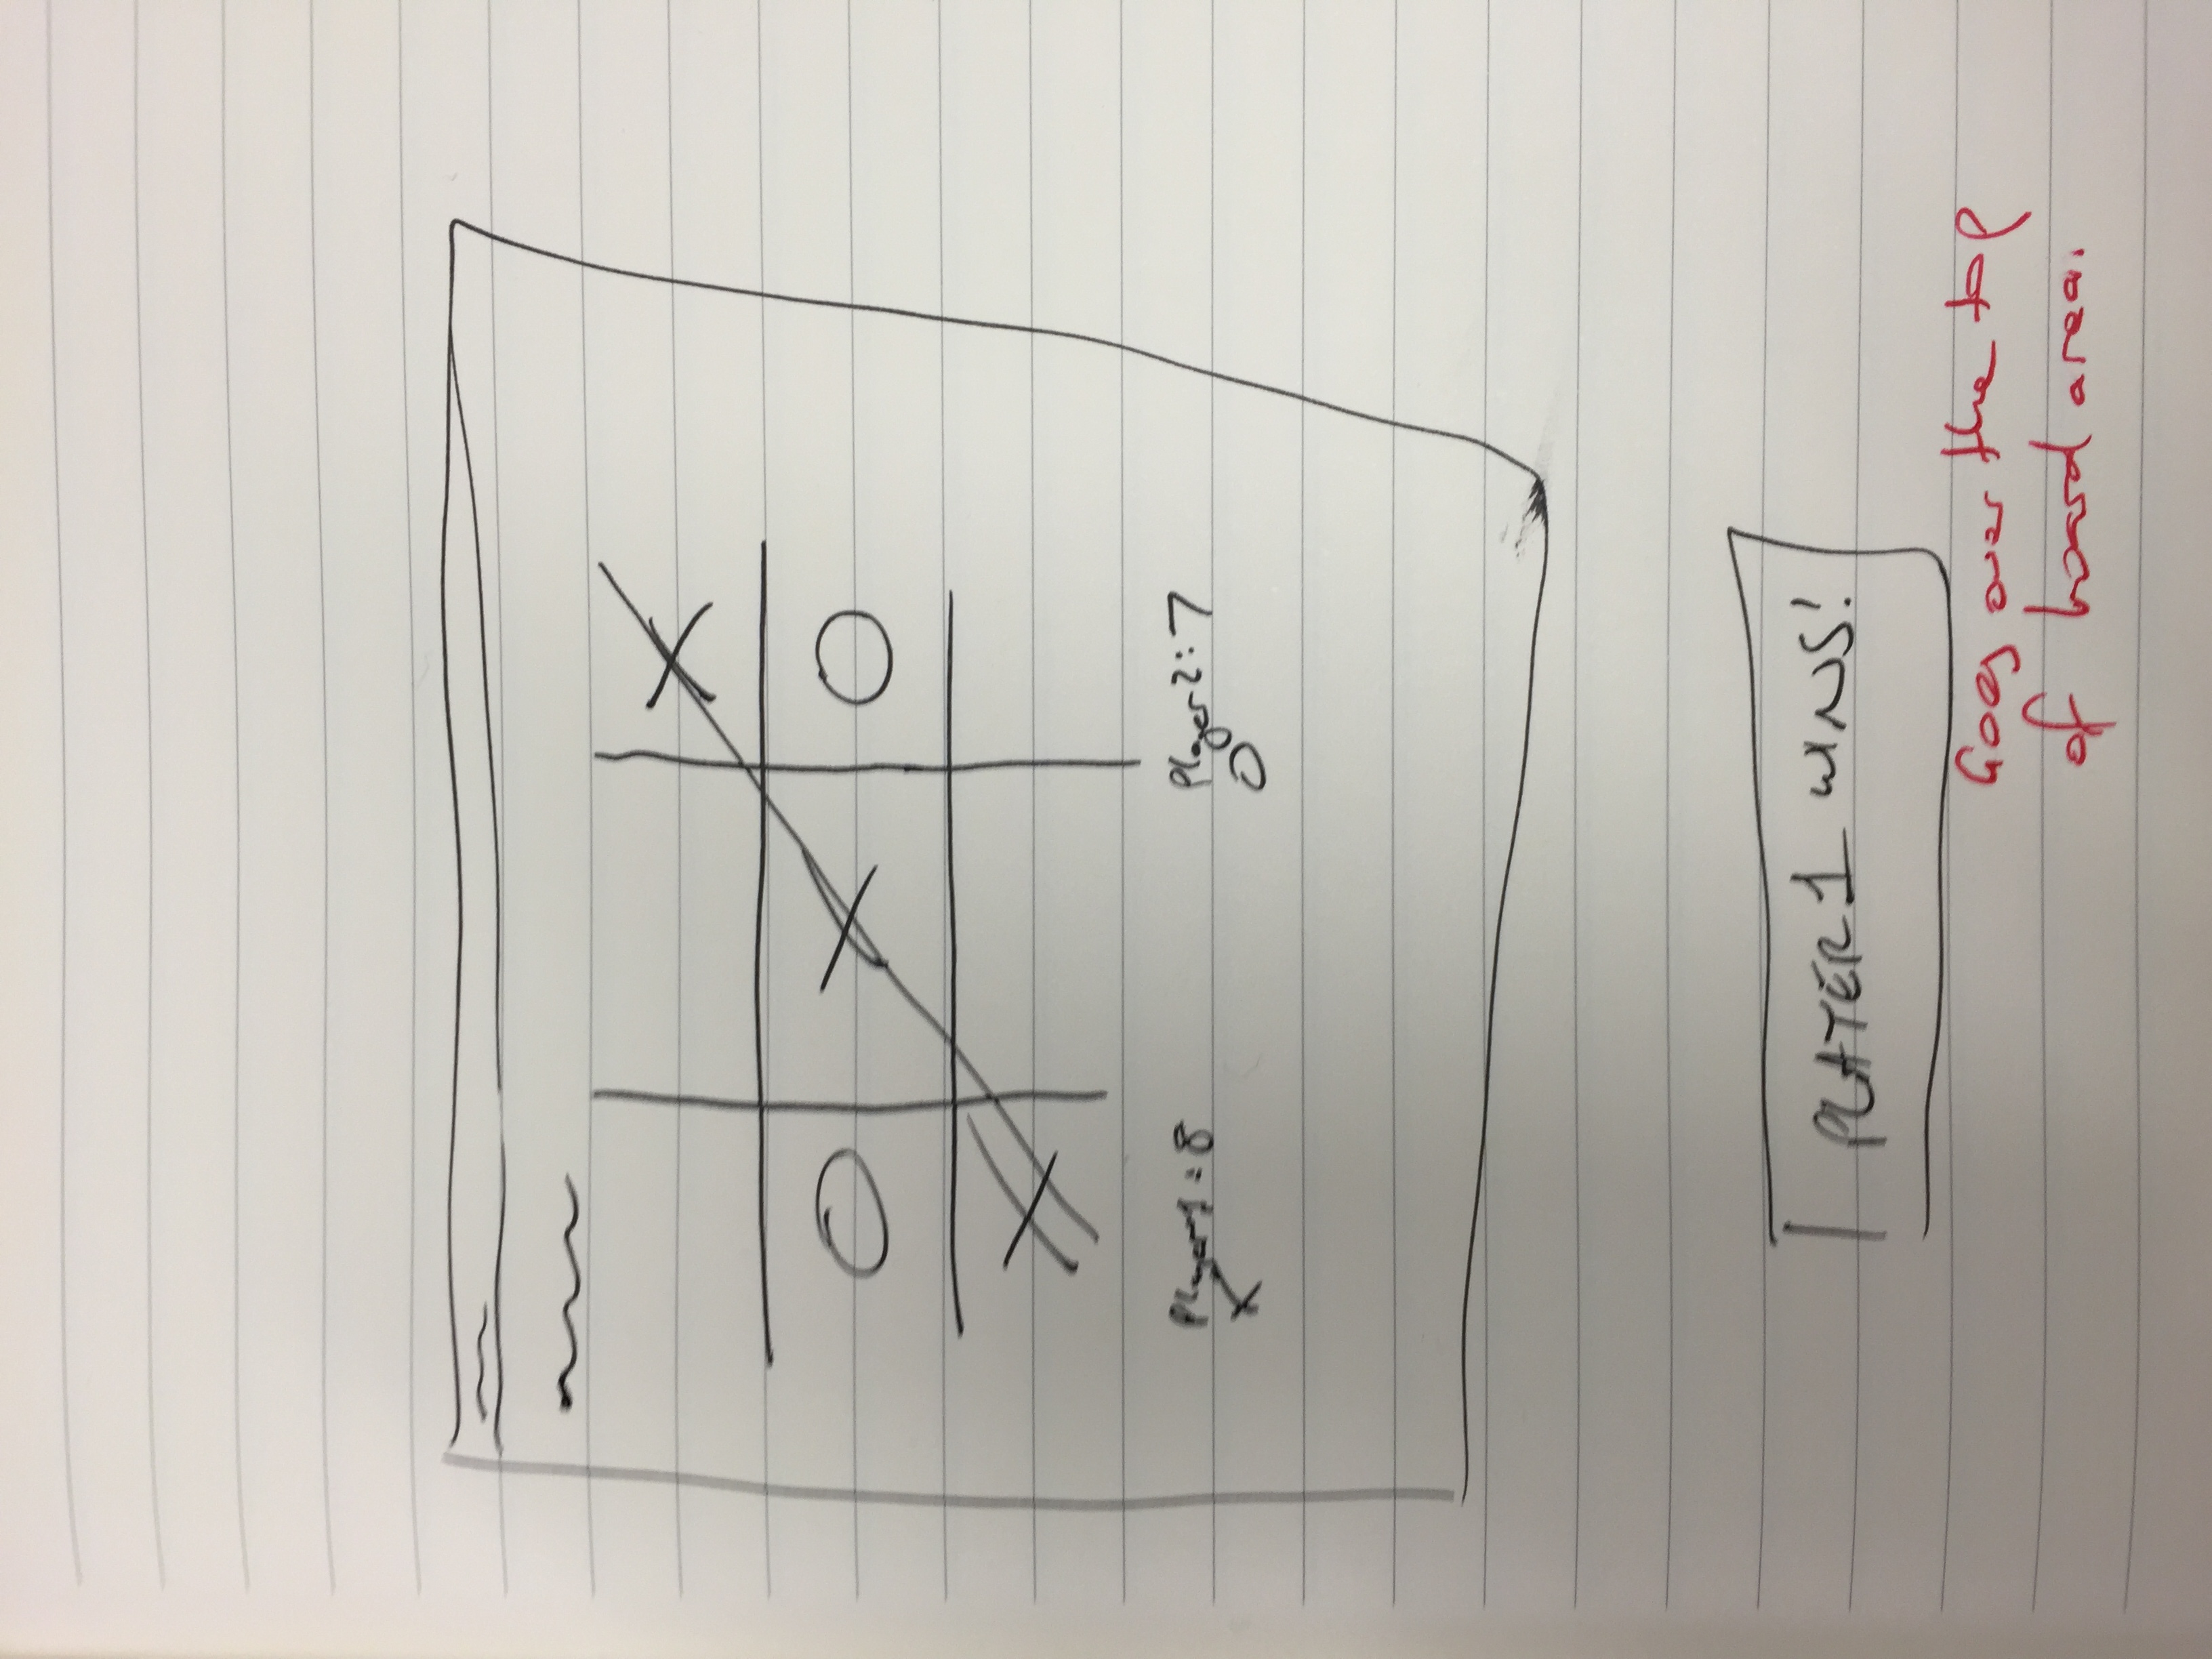 X
O X O
X
Player1: 8 Player2: 7
X O
PLAYER 1 WINS!
Goes over the top
of board area.